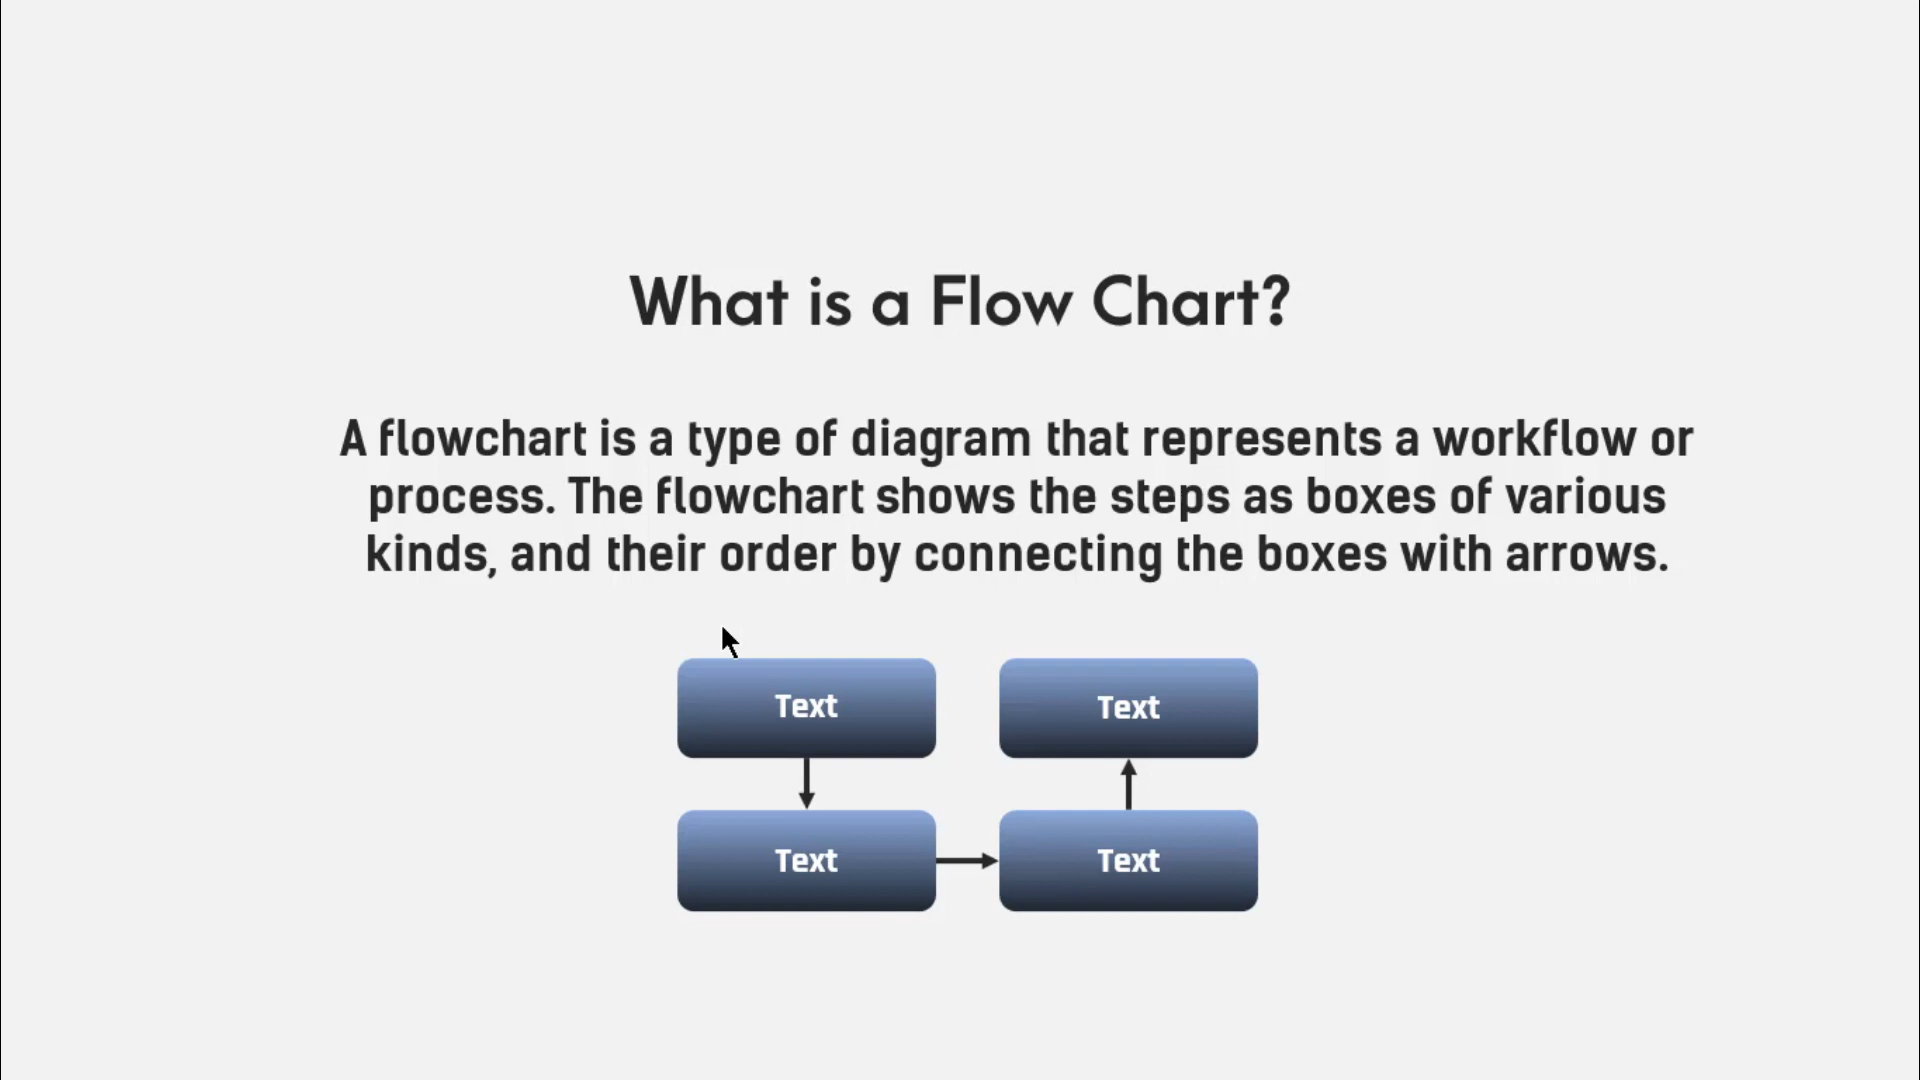 What is a Flow Chart?
A flowchart is a type of diagram that represents a workflow or
process. The flowchart shows the steps as boxes of various
kinds, and their order by connecting the boxes with arrows.
Text
Text
Text
Text